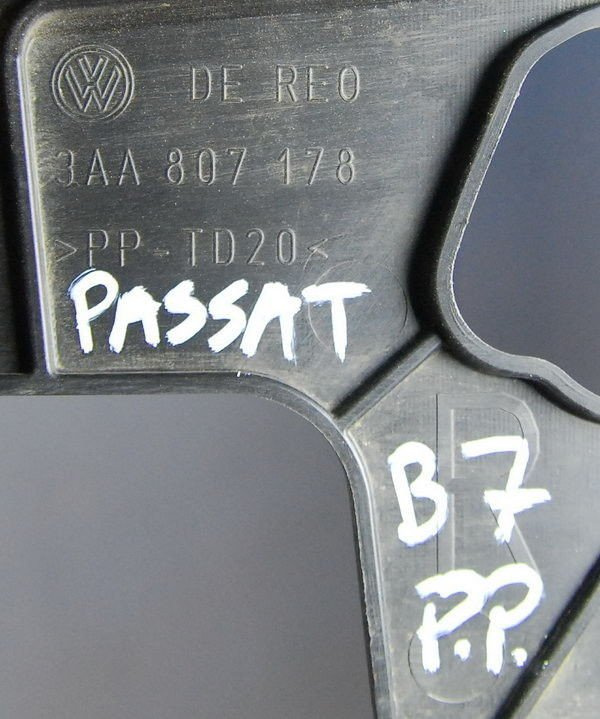 DE REO
3AA 807 178
>PP-TD20<
PASSAT
R
B7
P.P.